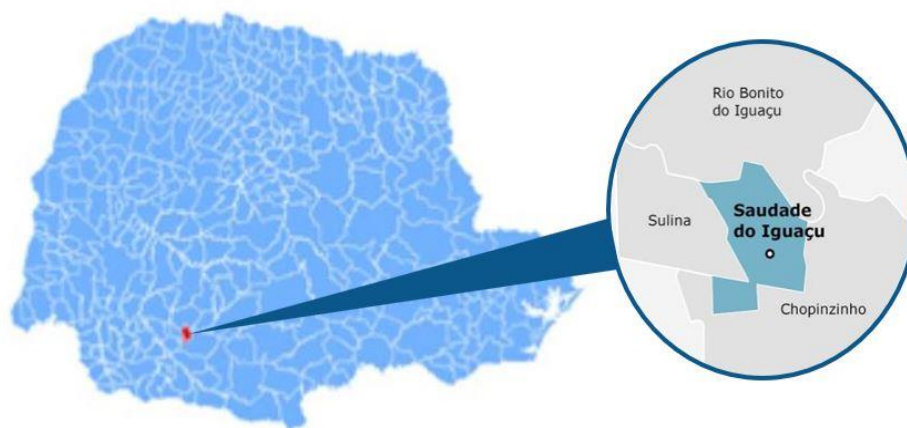 Rio Bonito
do Iguaçu
Saudade
do Iguaçu
Sulina
Chopinzinho